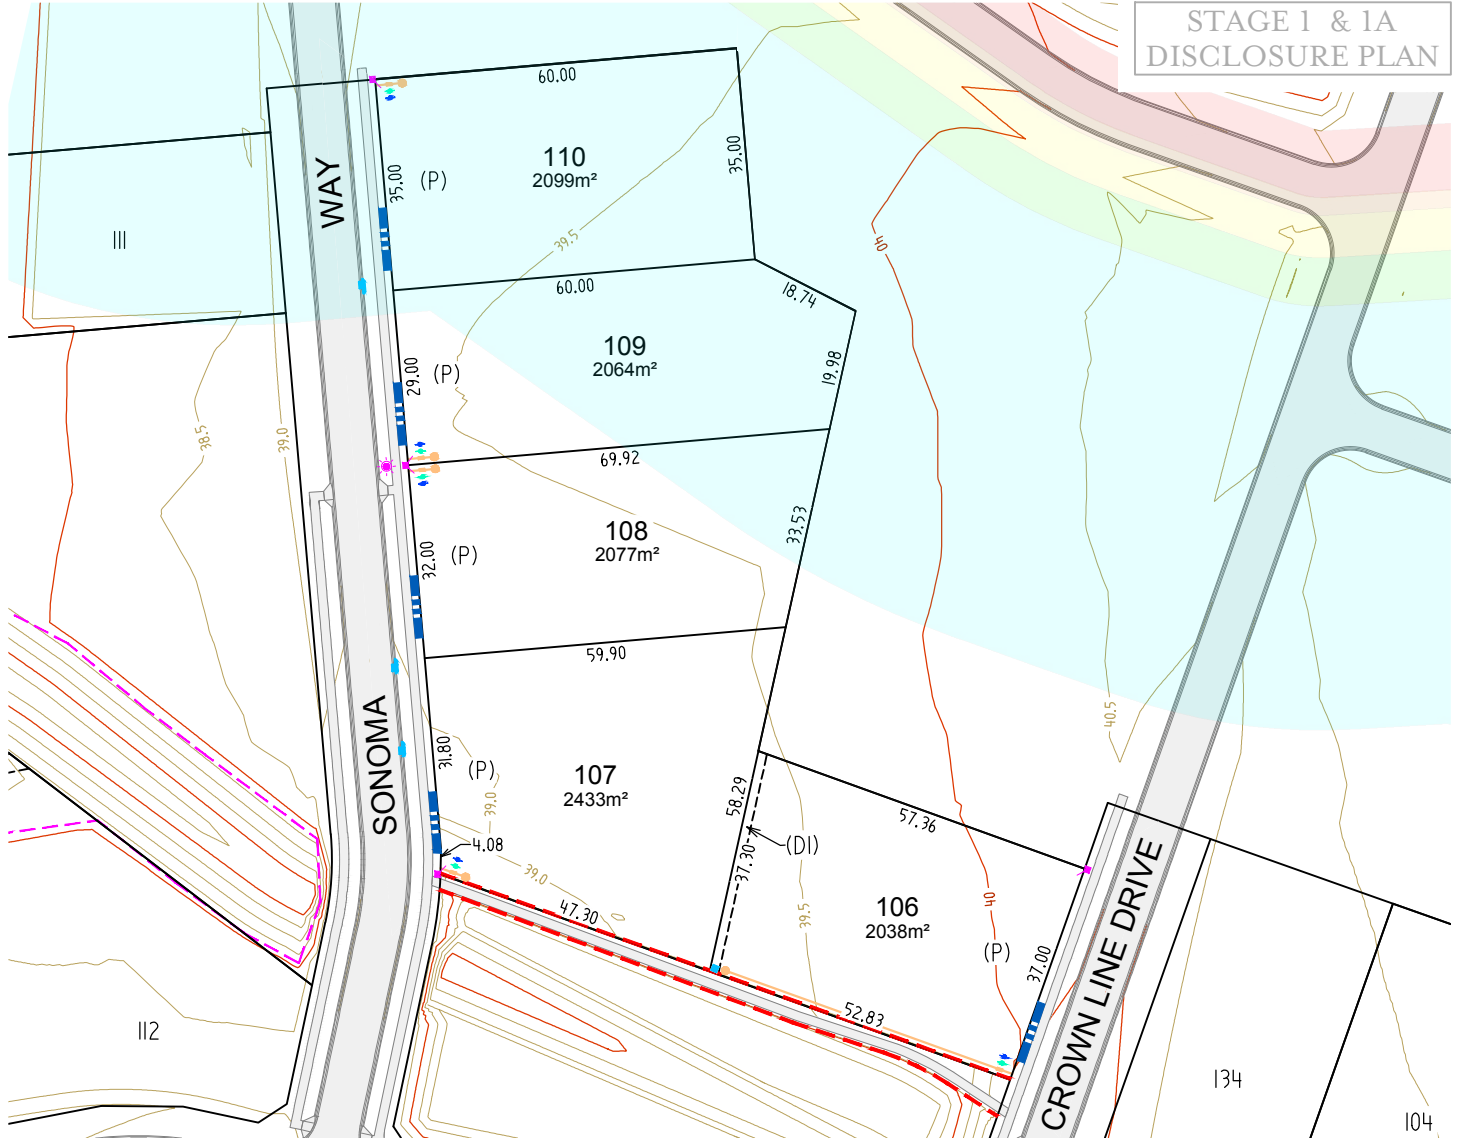 STAGE 1 & 1A
DISCLOSURE PLAN
60.00
110
2099m²
35.00
35.00
(P)
WAY
111
39.5
40
60.00
18.74
109
2064m²
29.00
(P)
19.98
38.5
39.0
69.92
108
2077m²
32.00
(P)
33.53
59.90
SONOMA
31.80
(P)
107
2433m²
39.0
58.29
40.5
4.08
37.30
(D1)
57.36
39.0
47.30
39.5
106
2038m²
40
(P)
37.00
CROWN LINE DRIVE
52.83
112
134
104